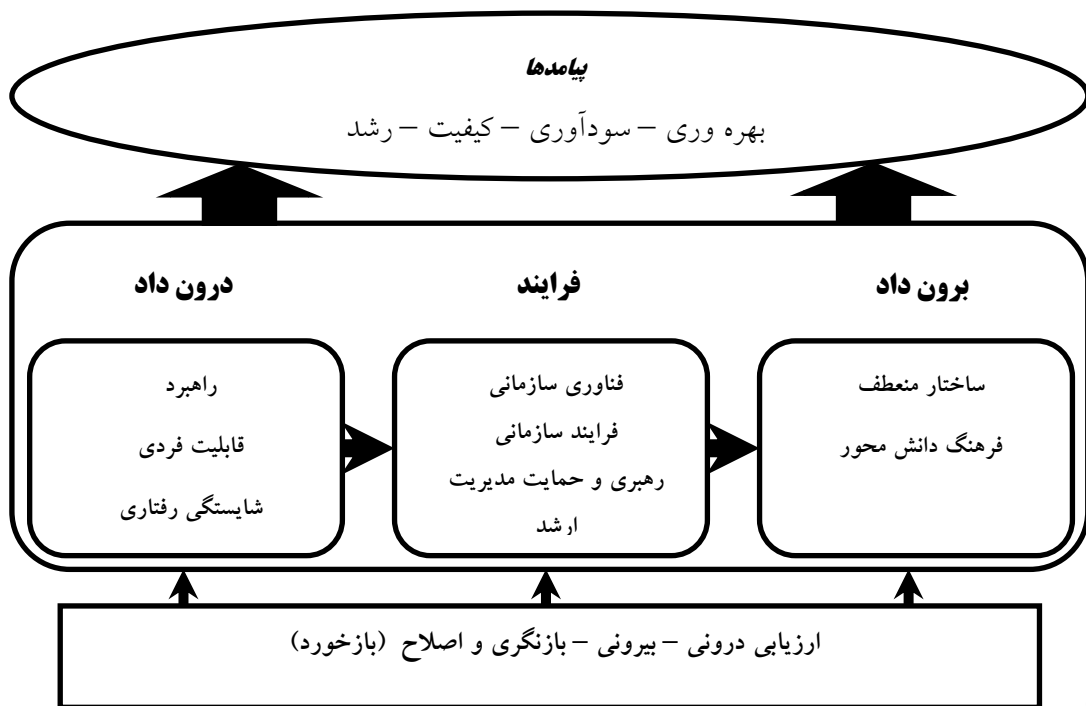 پیامدها
بهره وری – سودآوری – کیفیت – رشد
درون داد
راهبرد
قابلیت فردی
شایستگی رفتاری
فرایند
فناوری سازمانی
فرایند سازمانی
رهبری و حمایت مدیریت
ارشد
برون داد
ساختار منعطف
فرهنگ دانش محور
ارزیابی درونی – بیرونی – بازنگری و اصلاح (بازخورد)